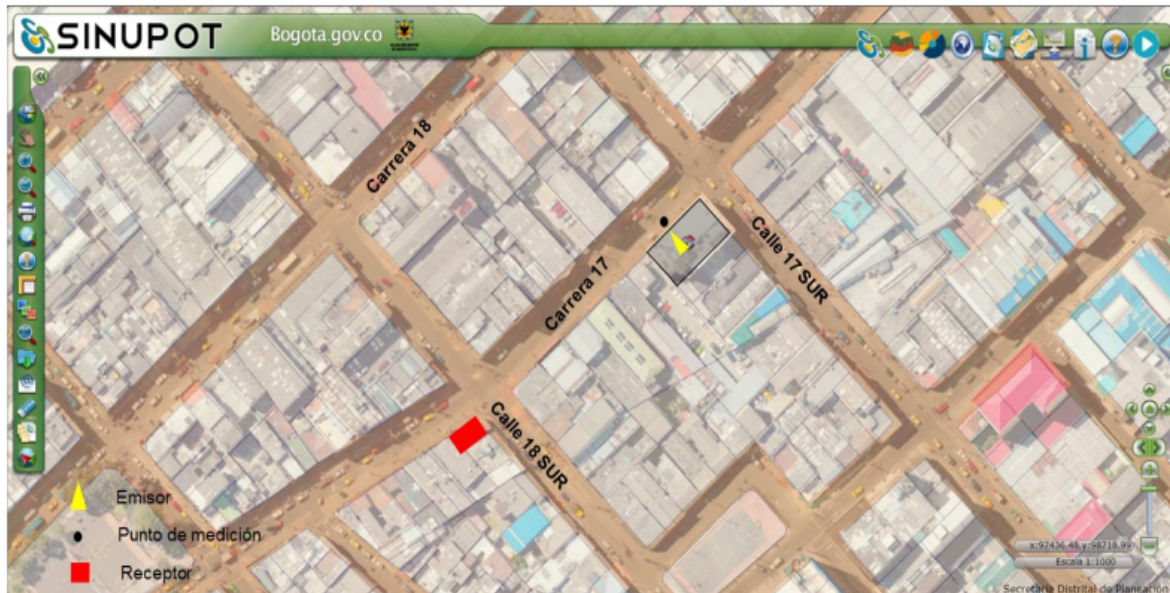 SINUPOT
Bogota.gov.co
Carrera 18
Carrera 17
Calle 17 SUR
Calle 18 SUR
Emisor
Punto de medición
Receptor
x:97436.48,y:98718.99
Escala 1:1000
Secretaría Distrital de Planeación